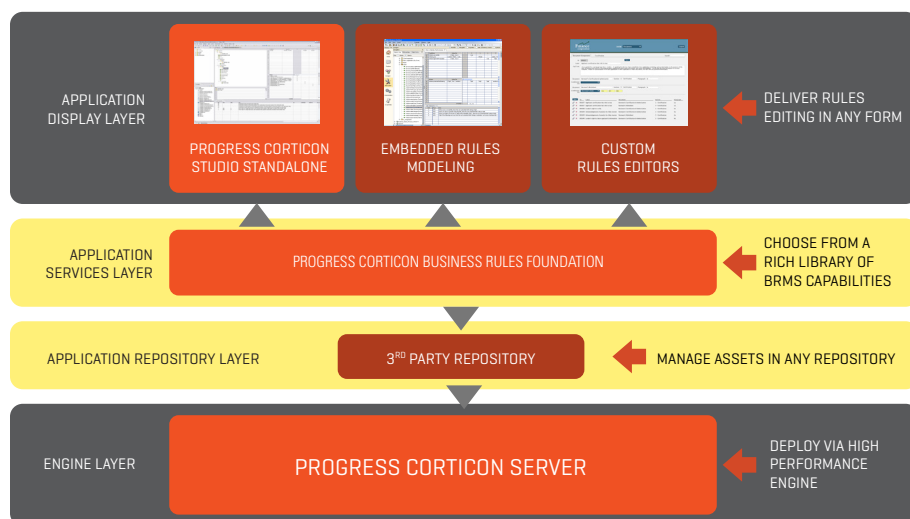 APPLICATION
DISPLAY LAYER
PROGRESS CORTICON
STUDIO STANDALONE
EMBEDDED RULES
MODELING
CUSTOM
RULES EDITORS
DELIVER RULES
EDITING IN ANY FORM
APPLICATION
SERVICES LAYER
PROGRESS CORTICON BUSINESS RULES FOUNDATION
CHOOSE FROM A
RICH LIBRARY OF
BRMS CAPABILITIES
APPLICATION REPOSITORY LAYER
3RD PARTY REPOSITORY
MANAGE ASSETS IN ANY REPOSITORY
ENGINE LAYER
PROGRESS CORTICON SERVER
DEPLOY VIA HIGH
PERFORMANCE
ENGINE